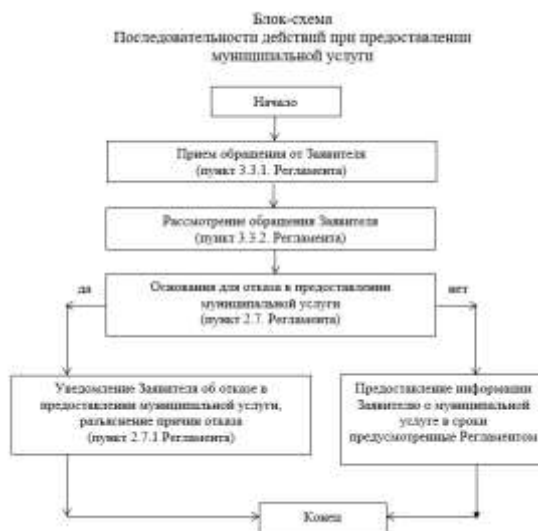 Блок-схема
Последовательности действий при предоставлении
муниципальной услуги
Начало
Прием обращения от Заявителя
(пункт 3.3.1. Регламента)
Рассмотрение обращения Заявителя
(пункт 3.3.2. Регламента)
да
Основания для отказа в предоставлении
муниципальной услуги
(пункт 2.7. Регламента)
нет
Уведомление Заявителя об отказе в
предоставлении муниципальной услуги,
разъяснение причин отказа
(пункт 2.7.1 Регламента)
Предоставление информации
Заявителю о муниципальной
услуге в сроки
предусмотренные Регламентом
Конец